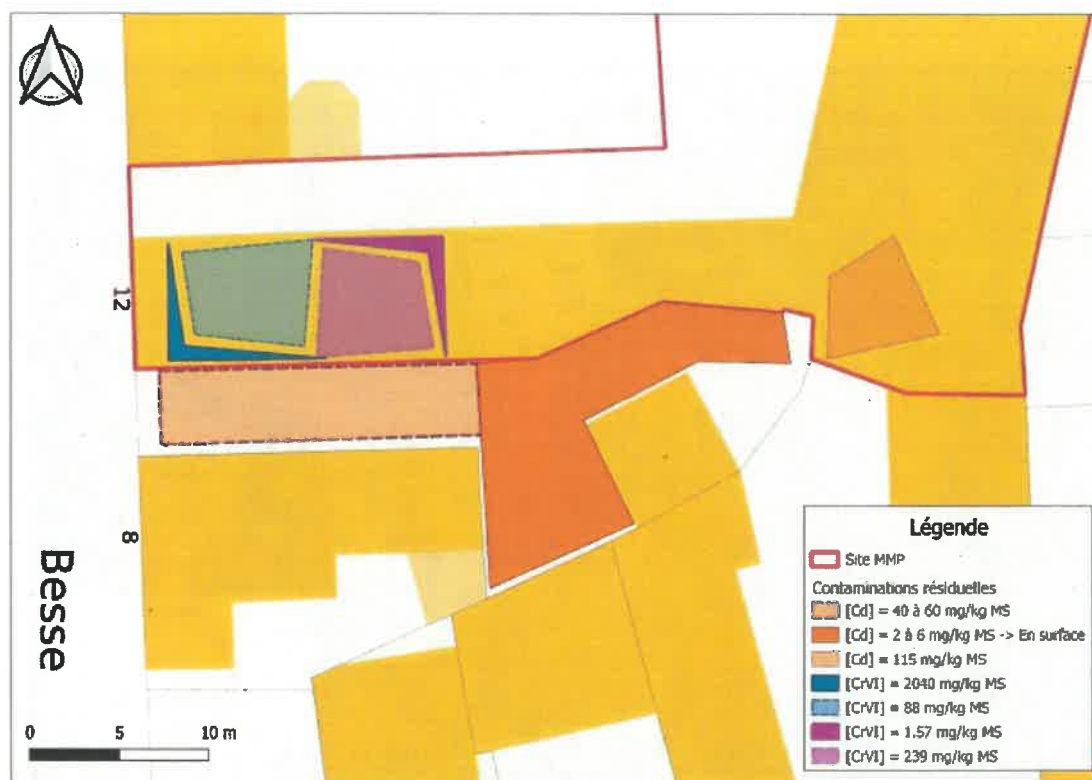 12
8
Besse
0 5 10 m
Légende
Site MMP
Contaminations résiduelles
[Cd] = 40 à 60 mg/kg MS
[Cd] = 2 à 6 mg/kg MS -> En surface
[Cd] = 115 mg/kg MS
[CrVI] = 2040 mg/kg MS
[CrVI] = 88 mg/kg MS
[CrVI] = 1.57 mg/kg MS
[CrVI] = 239 mg/kg MS